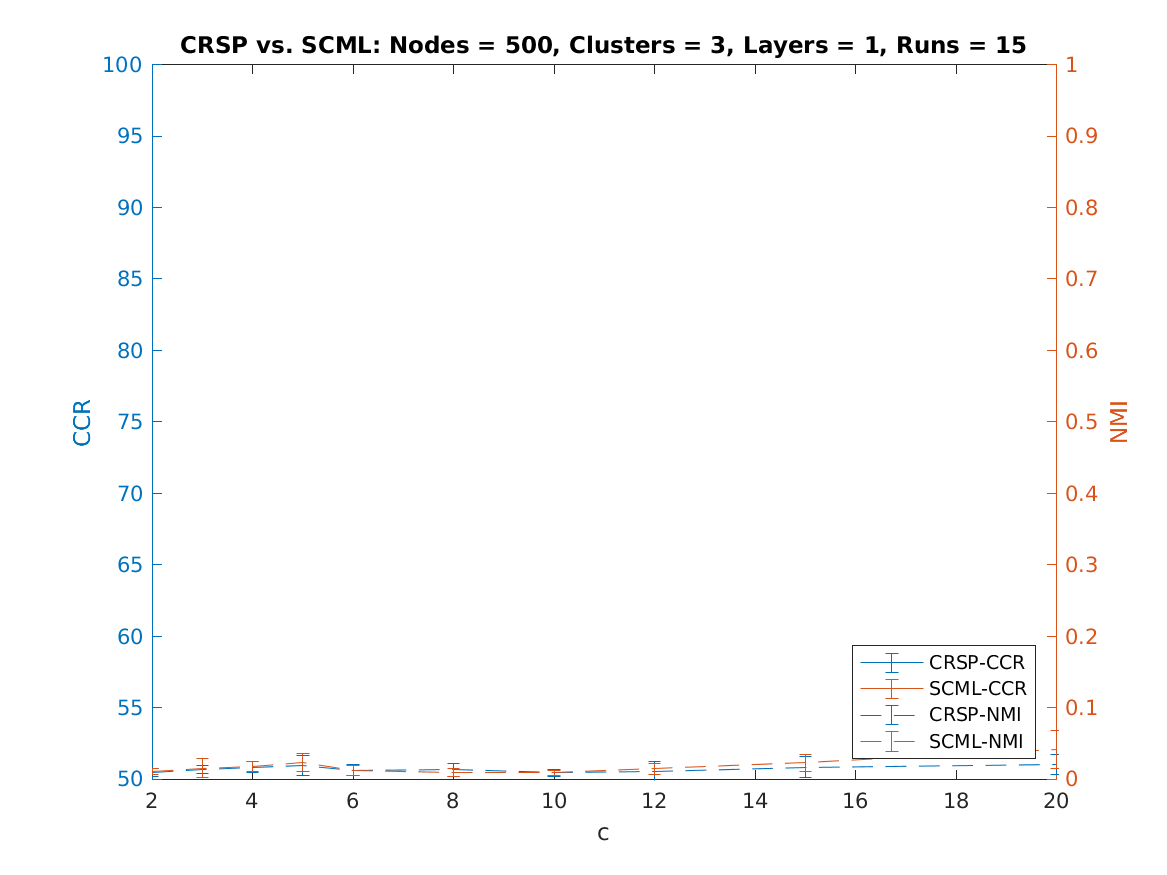 CRSP vs. SCML: Nodes = 500, Clusters = 3, Layers = 1, Runs = 15
100
95
90
85
80
75
70
65
60
55
50
CCR
1
0.9
0.8
0.7
0.6
0.5
0.4
0.3
0.2
0.1
0
NMI
CRSP-CCR
SCML-CCR
CRSP-NMI
SCML-NMI
2 4 6 8 10 12 14 16 18 20
c